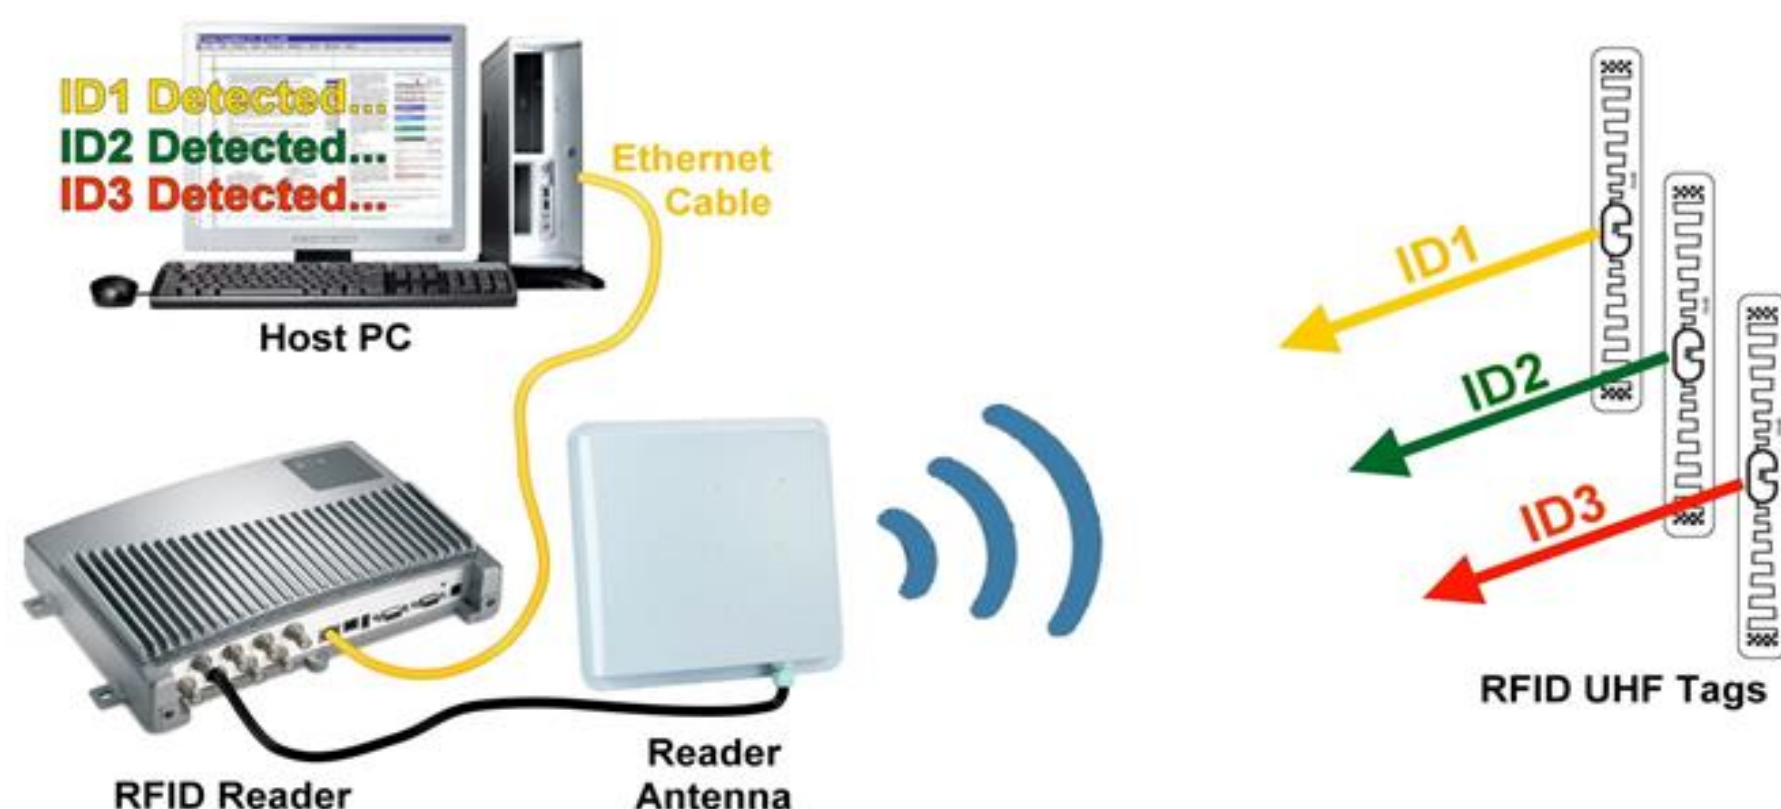 ID1 Detected...
ID2 Detected...
ID3 Detected...
Ethernet
Cable
Host PC
ID1
ID2
ID3
RFID UHF Tags
Reader
Antenna
RFID Reader